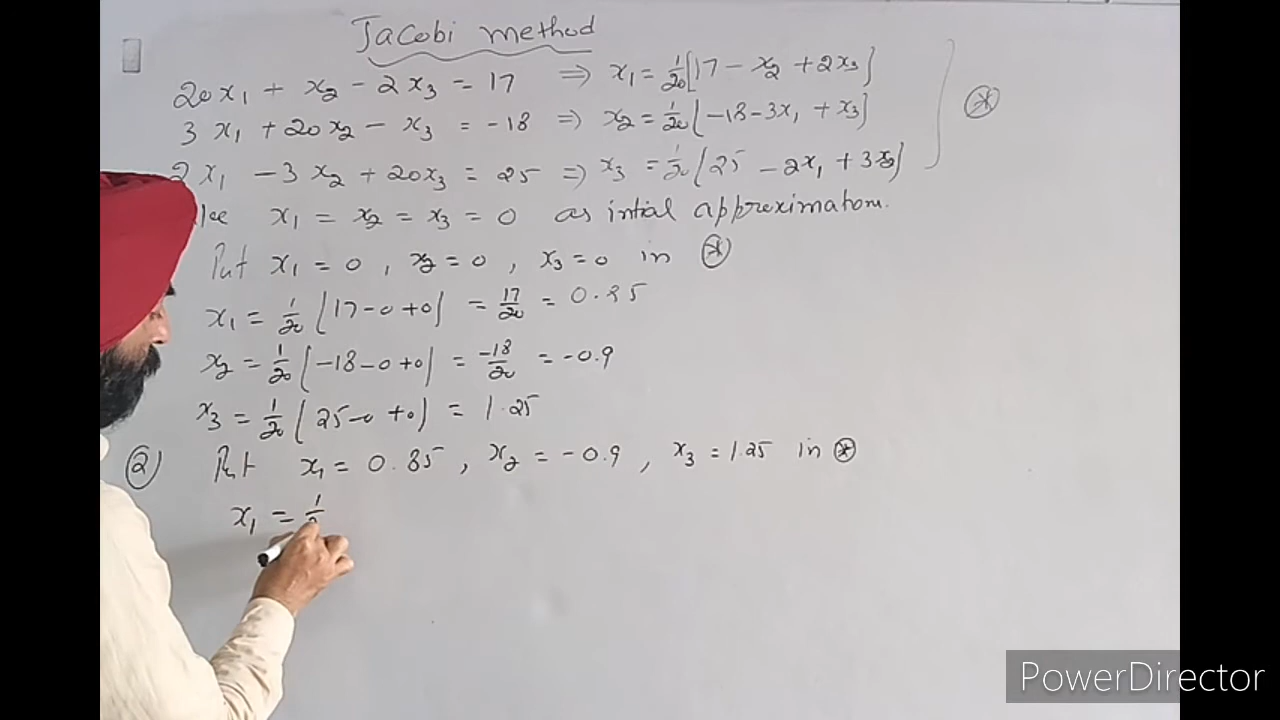 Jacobi method
20x₁ + x₂ - 2x₃ = 17 ⇒ x₁ = 1/20[17 - x₂ + 2x₃]
3x₁ + 20x₂ - x₃ = -18 ⇒ x₂ = 1/20[-18 - 3x₁ + x₃] ⊛
2x₁ - 3x₂ + 20x₃ = 25 ⇒ x₃ = 1/20[25 - 2x₁ + 3x₂]
x₁ = x₂ = x₃ = 0 as intial approximation.
Put x₁ = 0, x₂ = 0, x₃ = 0 in ⊛
x₁ = 1/20[17 - 0 + 0] = 17/20 = 0.85
x₂ = 1/20[-18 - 0 + 0] = -18/20 = -0.9
x₃ = 1/20[25 - 0 + 0] = 1.25
② Put x₁ = 0.85, x₂ = -0.9, x₃ = 1.25 in ⊛
x₁ = 1/2
PowerDirector